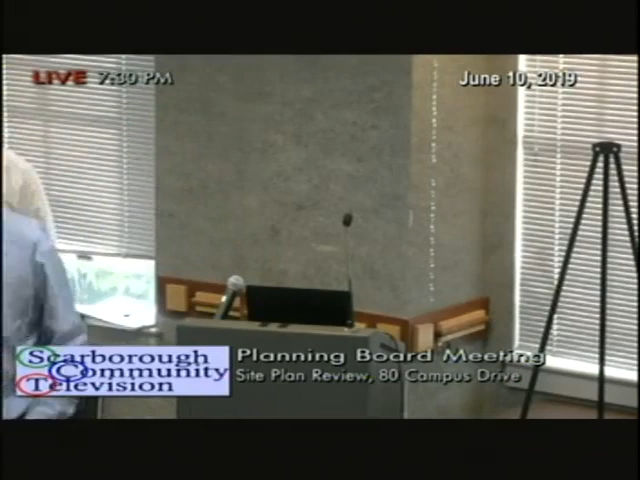 LIVE 7:30 PM
June 10, 2019
Scarborough
Community
Television
Planning Board Meeting
Site Plan Review, 80 Campus Drive